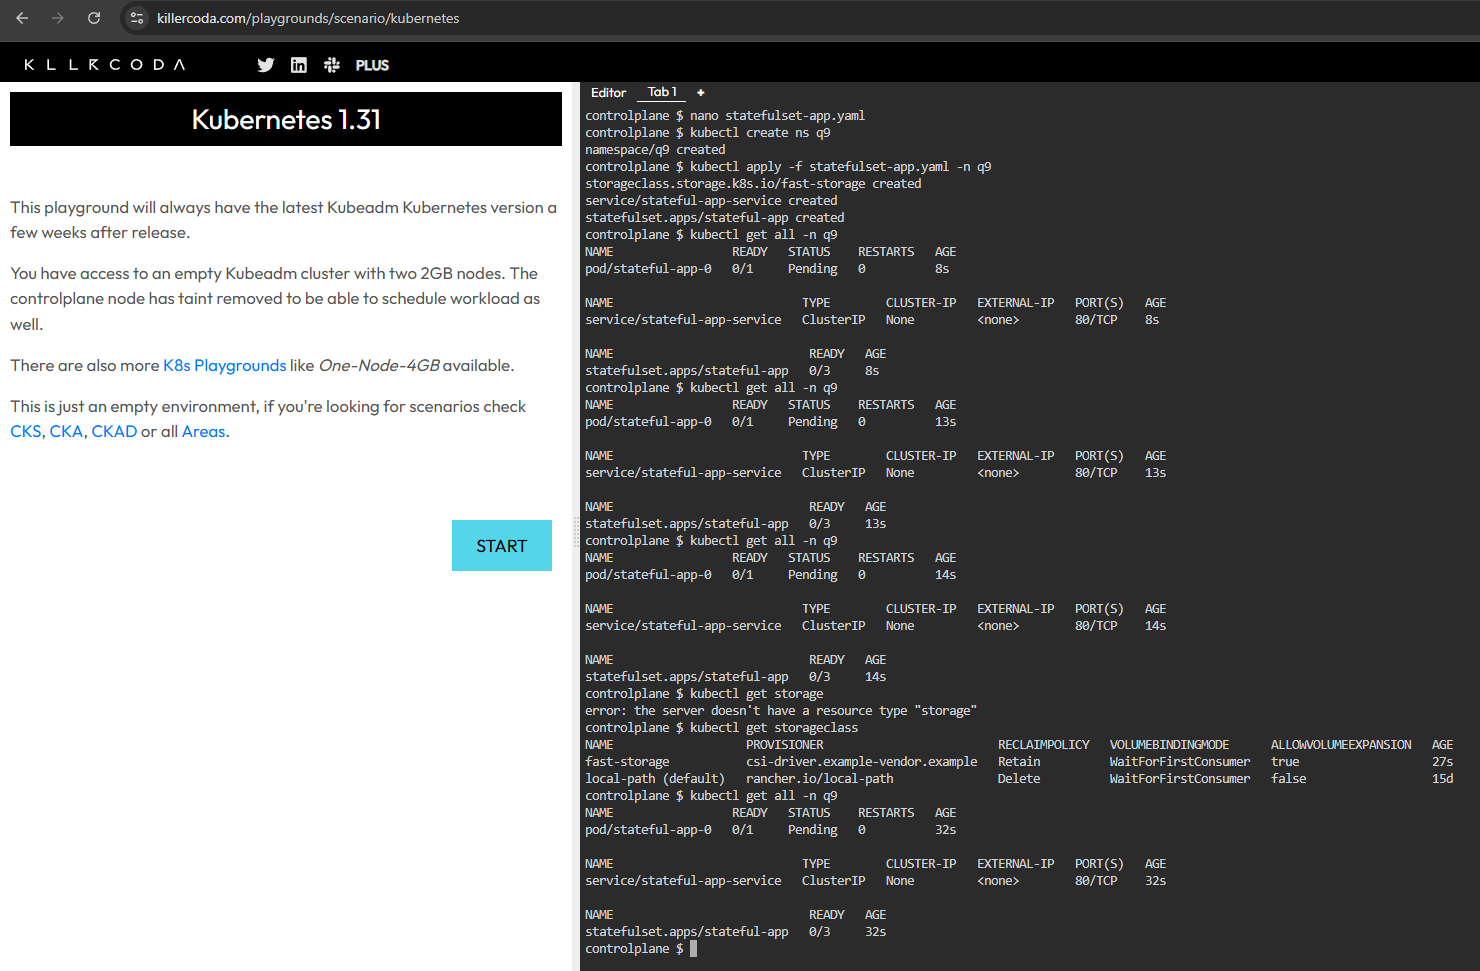 killercoda.com/playgrounds/scenario/kubernetes
KLLRCODA
PLUS
Kubernetes 1.31
This playground will always have the latest Kubeadm Kubernetes version a
few weeks after release.
You have access to an empty Kubeadm cluster with two 2GB nodes. The
controlplane node has taint removed to be able to schedule workload as
well.
There are also more K8s Playgrounds like One-Node-4GB available.
This is just an empty environment, if you're looking for scenarios check
CKS, CKA, CKAD or all Areas.
START
Editor Tab 1 +
controlplane $ nano statefulset-app.yaml
controlplane $ kubectl create ns q9
namespace/q9 created
controlplane $ kubectl apply -f statefulset-app.yaml -n q9
storageclass.storage.k8s.io/fast-storage created
service/stateful-app-service created
statefulset.apps/stateful-app created
controlplane $ kubectl get all -n q9
NAME READY STATUS RESTARTS AGE
pod/stateful-app-0 0/1 Pending 0 8s
NAME TYPE CLUSTER-IP EXTERNAL-IP PORT(S) AGE
service/stateful-app-service ClusterIP None <none> 80/TCP 8s
NAME READY AGE
statefulset.apps/stateful-app 0/3 8s
controlplane $ kubectl get all -n q9
NAME READY STATUS RESTARTS AGE
pod/stateful-app-0 0/1 Pending 0 13s
NAME TYPE CLUSTER-IP EXTERNAL-IP PORT(S) AGE
service/stateful-app-service ClusterIP None <none> 80/TCP 13s
NAME READY AGE
statefulset.apps/stateful-app 0/3 13s
controlplane $ kubectl get all -n q9
NAME READY STATUS RESTARTS AGE
pod/stateful-app-0 0/1 Pending 0 14s
NAME TYPE CLUSTER-IP EXTERNAL-IP PORT(S) AGE
service/stateful-app-service ClusterIP None <none> 80/TCP 14s
NAME READY AGE
statefulset.apps/stateful-app 0/3 14s
controlplane $ kubectl get storage
error: the server doesn't have a resource type "storage"
controlplane $ kubectl get storageclass
NAME PROVISIONER RECLAIMPOLICY VOLUMEBINDINGMODE ALLOWVOLUMEEXPANSION AGE
fast-storage csi-driver.example-vendor.example Retain WaitForFirstConsumer true 27s
local-path (default) rancher.io/local-path Delete WaitForFirstConsumer false 15d
controlplane $ kubectl get all -n q9
NAME READY STATUS RESTARTS AGE
pod/stateful-app-0 0/1 Pending 0 32s
NAME TYPE CLUSTER-IP EXTERNAL-IP PORT(S) AGE
service/stateful-app-service ClusterIP None <none> 80/TCP 32s
NAME READY AGE
statefulset.apps/stateful-app 0/3 32s
controlplane $